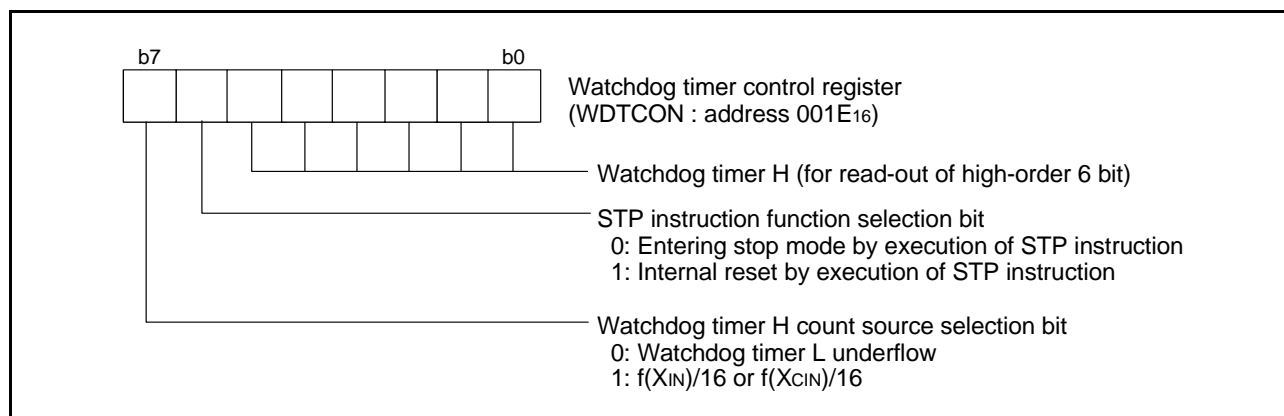 b7 b0
Watchdog timer control register
(WDTCON : address 001E16)
Watchdog timer H (for read-out of high-order 6 bit)
STP instruction function selection bit
0: Entering stop mode by execution of STP instruction
1: Internal reset by execution of STP instruction
Watchdog timer H count source selection bit
0: Watchdog timer L underflow
1: f(XIN)/16 or f(XCIN)/16